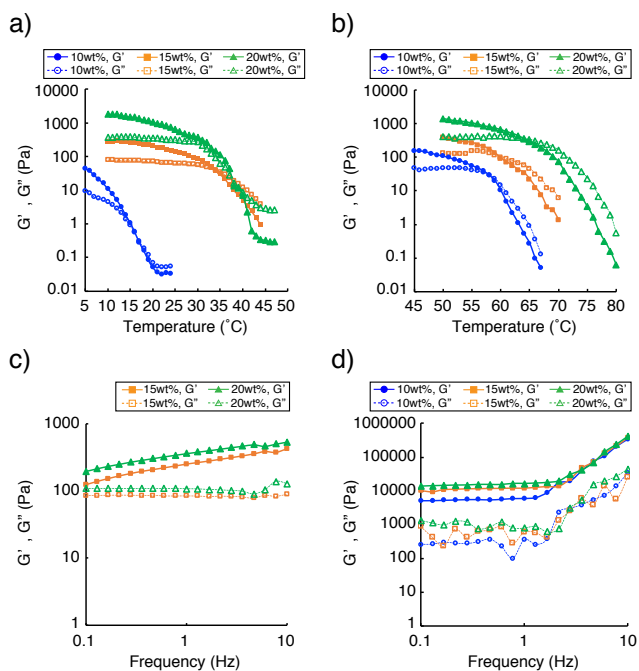 a)
10wt%, G’ 15wt%, G’ 20wt%, G’
10wt%, G” 15wt%, G” 20wt%, G”
10000
1000
100
10
1
0.1
0.01
G’ , G” (Pa)
5 10 15 20 25 30 35 40 45 50
Temperature (˚C)
b)
10wt%, G’ 15wt%, G’ 20wt%, G’
10wt%, G” 15wt%, G” 20wt%, G”
10000
1000
100
10
1
0.1
0.01
G’ , G” (Pa)
45 50 55 60 65 70 75 80
Temperature (˚C)
c)
15wt%, G’ 20wt%, G’
15wt%, G” 20wt%, G”
1000
100
10
1
G’ , G” (Pa)
0.1 1 10
Frequency (Hz)
d)
10wt%, G’ 15wt%, G’ 20wt%, G’
10wt%, G” 15wt%, G” 20wt%, G”
1000000
100000
10000
1000
100
10
1
G’ , G” (Pa)
0.1 1 10
Frequency (Hz)